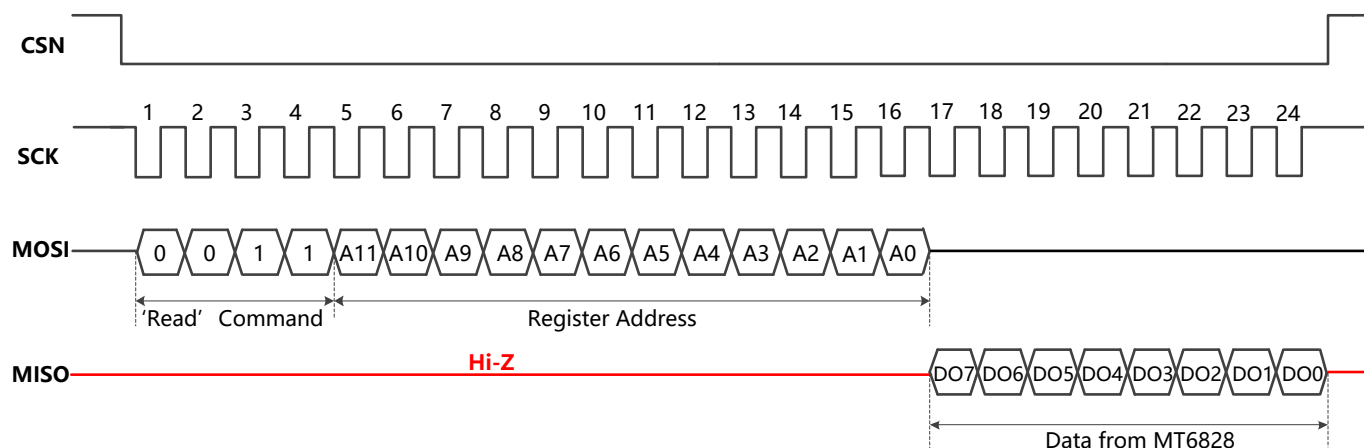 CSN
1 2 3 4 5 6 7 8 9 10 11 12 13 14 15 16 17 18 19 20 21 22 23 24
SCK
MOSI 0 0 1 1 A11 A10 A9 A8 A7 A6 A5 A4 A3 A2 A1 A0
‘Read’ Command Register Address
Hi-Z
MISO DO7 DO6 DO5 DO4 DO3 DO2 DO1 DO0
Data from MT6828